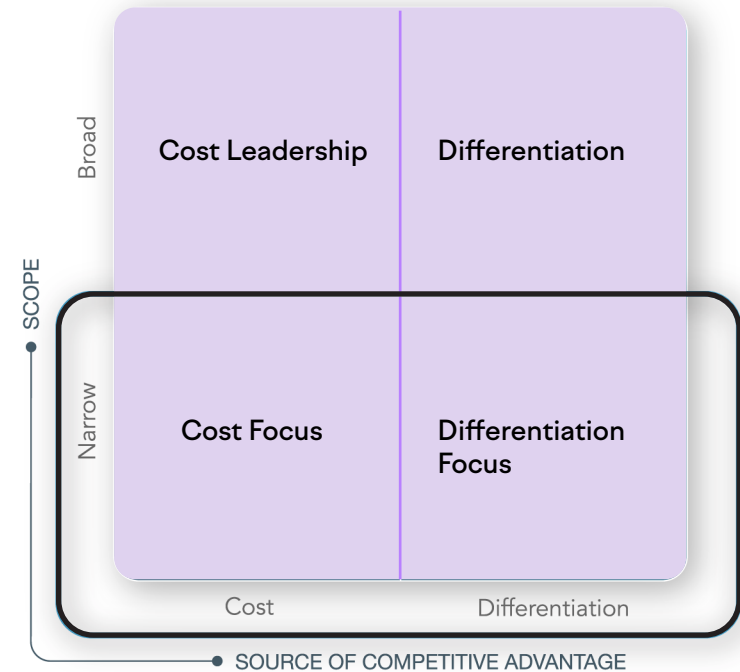 Broad
Cost Leadership
Differentiation
SCOPE
Narrow
Cost Focus
Differentiation
Focus
Cost
Differentiation
SOURCE OF COMPETITIVE ADVANTAGE